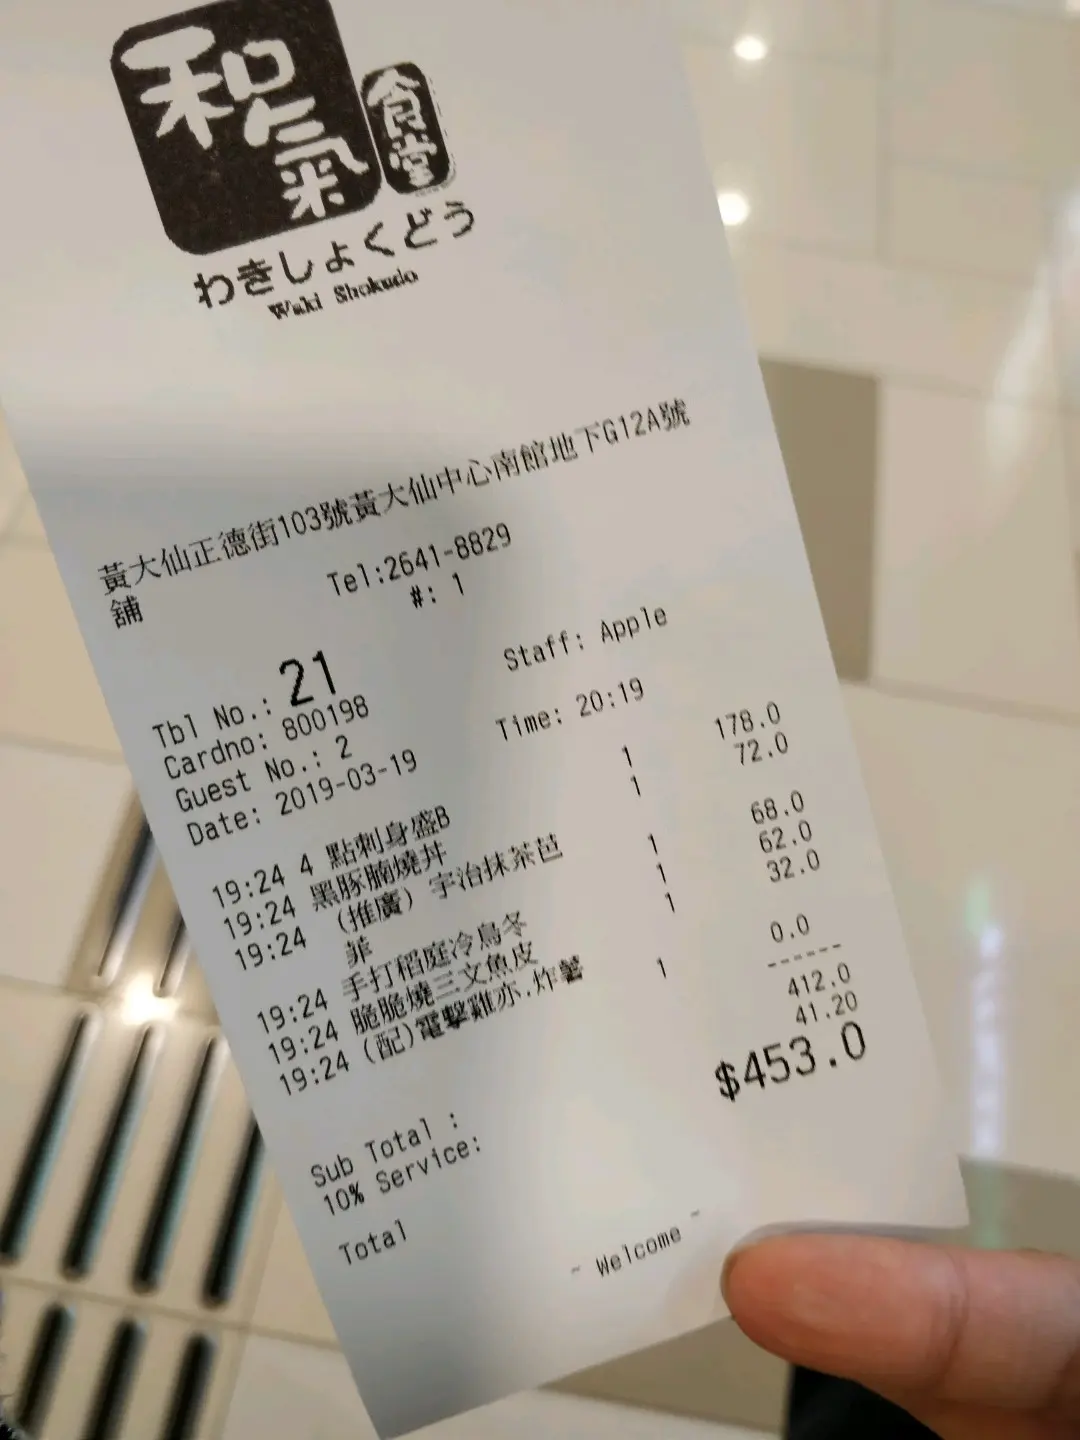 和氣
食堂
わきしょくどう
Waki Shokudo
黃大仙正德街103號黃大仙中心南館地下G12A號
舖
Tel:2641-8829
#: 1
Tbl No.: 21 Staff: Apple
Cardno: 800198
Guest No.: 2 Time: 20:19
Date: 2019-03-19
19:24 4 點刺身盛B 1 178.0
19:24 黑豚腩燒丼 1 72.0
19:24 (推廣) 宇治抹茶芭
菲 1 68.0
19:24 手打稻庭冷烏冬 1 62.0
19:24 脆脆燒三文魚皮 1 32.0
19:24 (配)電擊雞亦.炸薯 1 0.0
------
Sub Total : 412.0
10% Service: 41.20
Total $453.0
~ Welcome ~